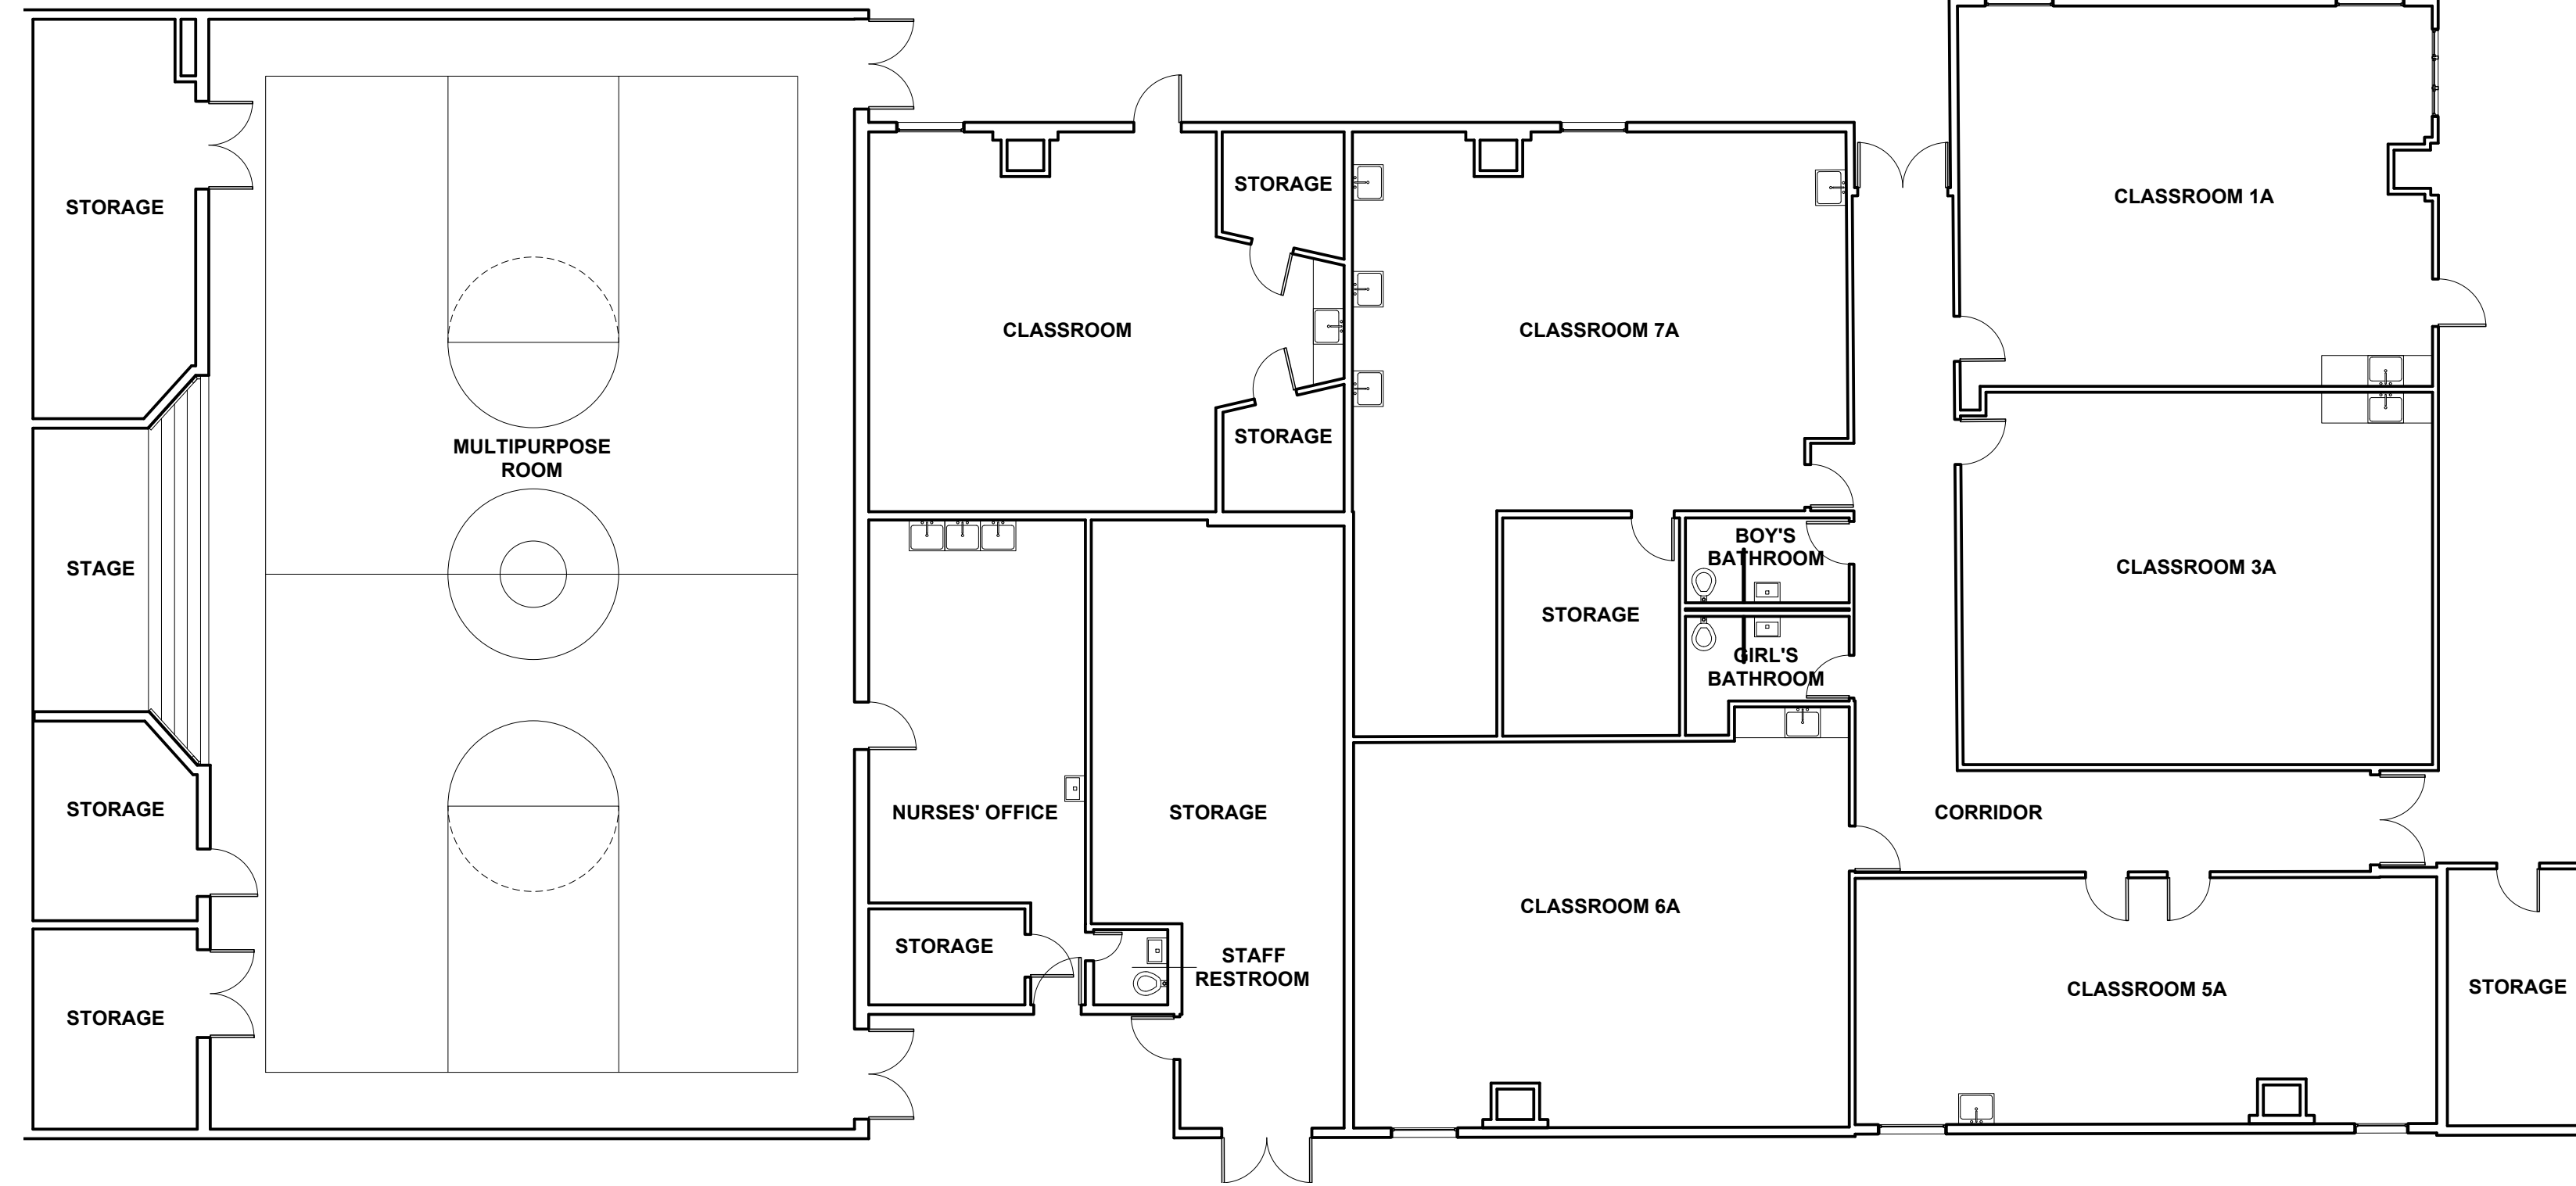 STORAGE
STORAGE
CLASSROOM 1A
CLASSROOM
CLASSROOM 7A
STORAGE
MULTIPURPOSE
ROOM
STAGE
BOY'S
BATHROOM
CLASSROOM 3A
STORAGE
GIRL'S
BATHROOM
STORAGE
NURSES' OFFICE
STORAGE
CORRIDOR
CLASSROOM 6A
STORAGE
STAFF
RESTROOM
CLASSROOM 5A
STORAGE
STORAGE